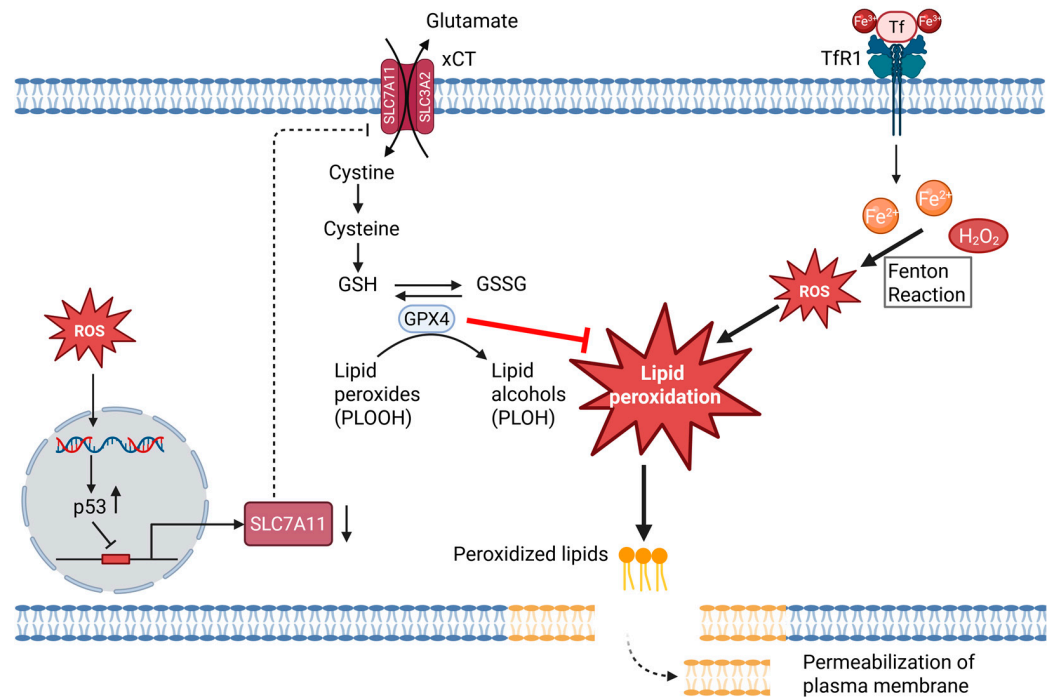 Glutamate
xCT
SLC7A11
SLC3A2
Fe³⁺
Tf
Fe³⁺
TfR1
Cystine
Cysteine
GSH
GSSG
GPX4
Lipid
peroxides
(PLOOH)
Lipid
alcohols
(PLOH)
Fe²⁺
Fe²⁺
H₂O₂
Fenton
Reaction
ROS
Lipid
peroxidation
ROS
p53
SLC7A11
Peroxidized lipids
Permeabilization of
plasma membrane